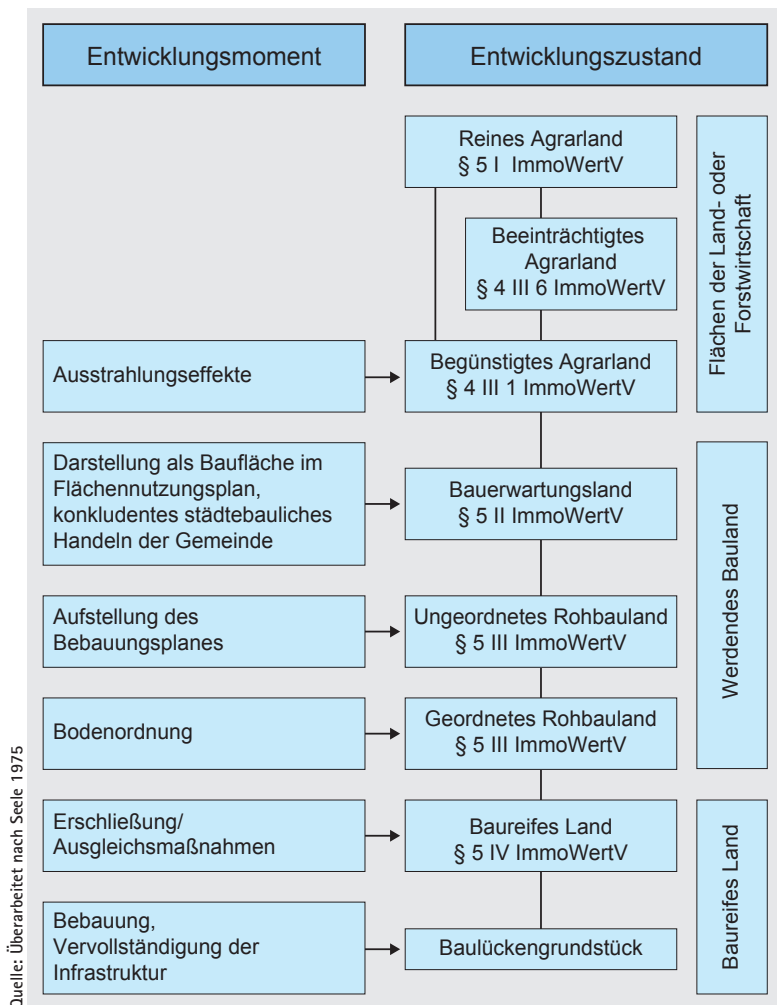 Entwicklungsmoment
Entwicklungszustand
Reines Agrarland
§ 5 I ImmoWertV
Beeinträchtigtes
Agrarland
§ 4 III 6 ImmoWertV
Flächen der Land- oder
Forstwirtschaft
Ausstrahlungseffekte
Begünstigtes Agrarland
§ 4 III 1 ImmoWertV
Darstellung als Baufläche im
Flächennutzungsplan,
konkludentes städtebauliches
Handeln der Gemeinde
Bauerwartungsland
§ 5 II ImmoWertV
Werdendes Bauland
Aufstellung des
Bebauungsplanes
Ungeordnetes Rohbauland
§ 5 III ImmoWertV
Bodenordnung
Geordnetes Rohbauland
§ 5 III ImmoWertV
Erschließung/
Ausgleichsmaßnahmen
Baureifes Land
§ 5 IV ImmoWertV
Baureifes Land
Bebauung,
Vervollständigung der
Infrastruktur
Baulückengrundstück
Quelle: Überarbeitet nach Seele 1975